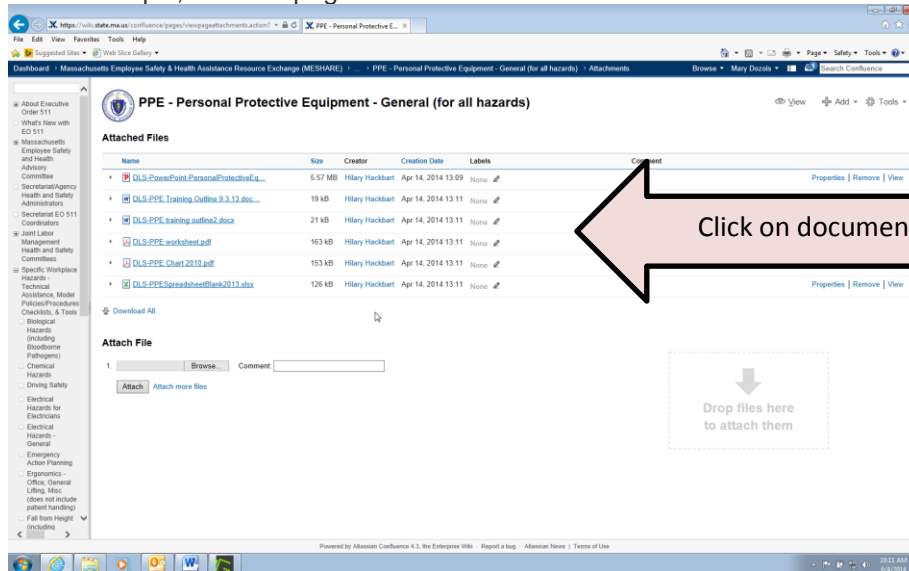 https://wiki.state.ma.us/confluence/pages/viewpageattachments.action?
PPE - Personal Protective E...
File Edit View Favorites Tools Help
Suggested Sites Web Slice Gallery
Page Safety Tools
Dashboard › Massachusetts Employee Safety & Health Assistance Resource Exchange (MESHARE) › ... › PPE - Personal Protective Equipment - General (for all hazards) › Attachments
Browse Mary Dozois Search Confluence
About Executive
Order 511
What's New with
EO 511
Massachusetts
Employee Safety
and Health
Advisory
Committee
Secretariat/Agency
Health and Safety
Administrators
Secretariat EO 511
Coordinators
Joint Labor
Management
Health and Safety
Committees
Specific Workplace
Hazards -
Technical
Assistance, Model
Policies/Procedures
Checklists, & Tools
Biological
Hazards
(including
Bloodborne
Pathogens)
Chemical
Hazards
Driving Safety
Electrical
Hazards for
Electricians
Electrical
Hazards -
General
Emergency
Action Planning
Ergonomics -
Office, General
Lifting, Misc
(does not include
patient handling)
Fall from Height
(including
PPE - Personal Protective Equipment - General (for all hazards)
View Add Tools
Attached Files
Name Size Creator Creation Date Labels Comment
DLS-PowerPoint-PersonalProtectiveEq... 5.57 MB Hilary Hackbart Apr 14, 2014 13:09 None Properties | Remove | View
DLS-PPE Training Outline 9.3.13.doc... 19 kB Hilary Hackbart Apr 14, 2014 13:11 None
DLS-PPE training outline2.docx 21 kB Hilary Hackbart Apr 14, 2014 13:11 None
DLS-PPE worksheet.pdf 163 kB Hilary Hackbart Apr 14, 2014 13:11 None
DLS-PPE Chart 2010.pdf 153 kB Hilary Hackbart Apr 14, 2014 13:11 None
DLS-PPESpreadsheetBlank2013.xlsx 126 kB Hilary Hackbart Apr 14, 2014 13:11 None Properties | Remove | View
Click on documen
Download All
Attach File
1. Browse... Comment:
Attach Attach more files
Drop files here
to attach them
Powered by Atlassian Confluence 4.3, the Enterprise Wiki · Report a bug · Atlassian News | Terms of Use
10:11 AM
6/4/2014